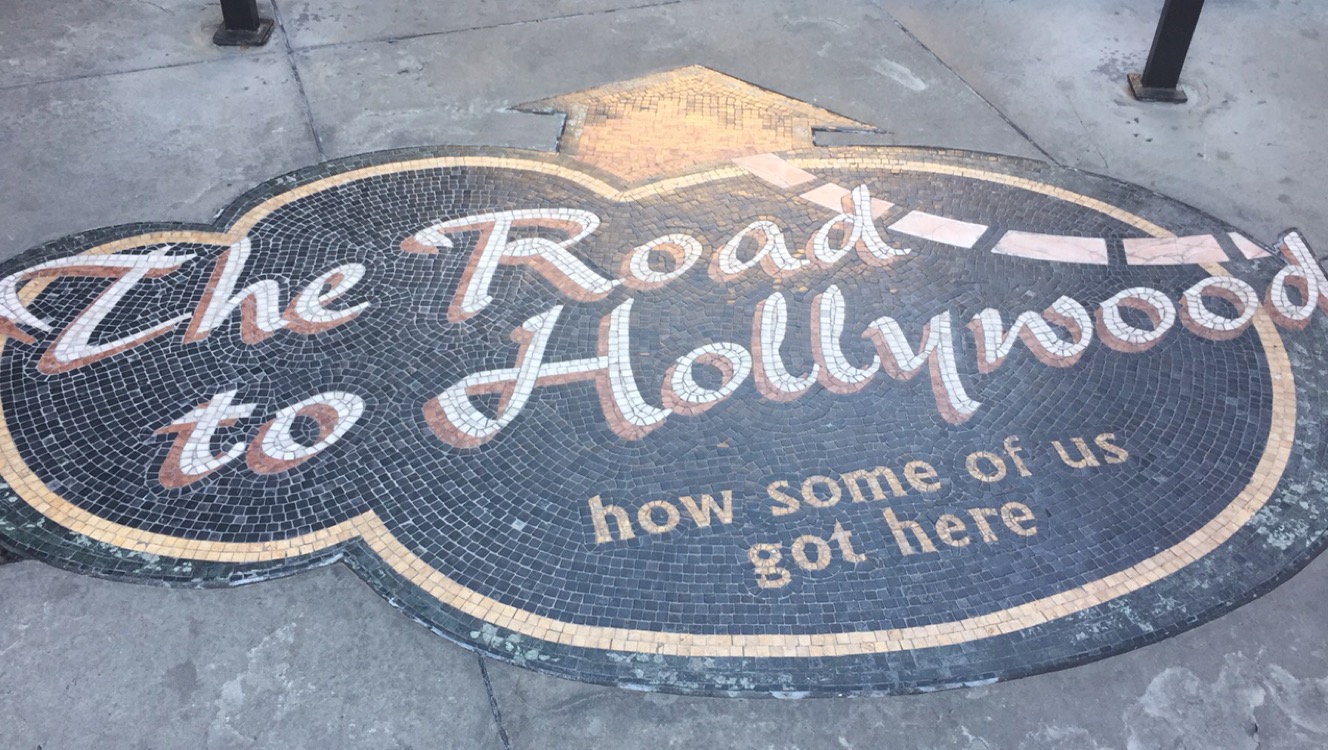 The Road
to Hollywood
how some of us
got here